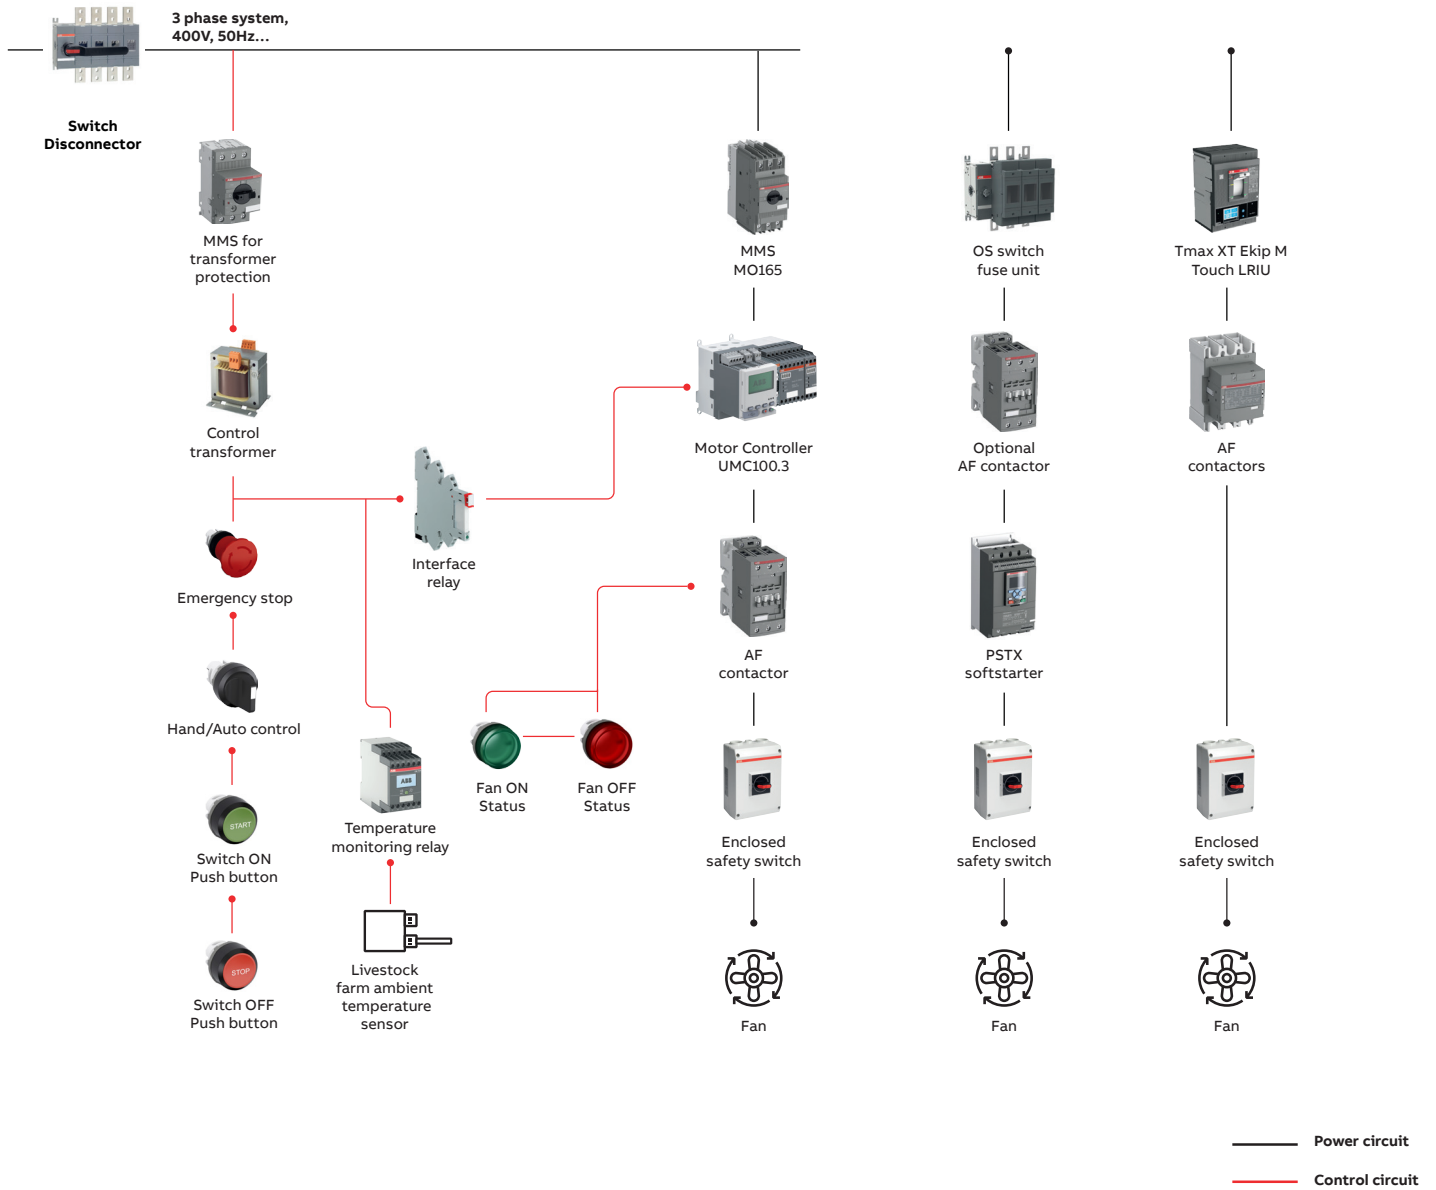 3 phase system,
400V, 50Hz...
Switch
Disconnector
MMS for
transformer
protection
MMS
MO165
OS switch
fuse unit
Tmax XT Ekip M
Touch LRIU
Control
transformer
Motor Controller
UMC100.3
Optional
AF contactor
AF
contactors
Interface
relay
Emergency stop
AF
contactor
PSTX
softstarter
Hand/Auto control
Fan ON
Status
Fan OFF
Status
START
Switch ON
Push button
ABB
Temperature
monitoring relay
Enclosed
safety switch
Enclosed
safety switch
Enclosed
safety switch
STOP
Switch OFF
Push button
Livestock
farm ambient
temperature
sensor
Fan
Fan
Fan
Power circuit
Control circuit